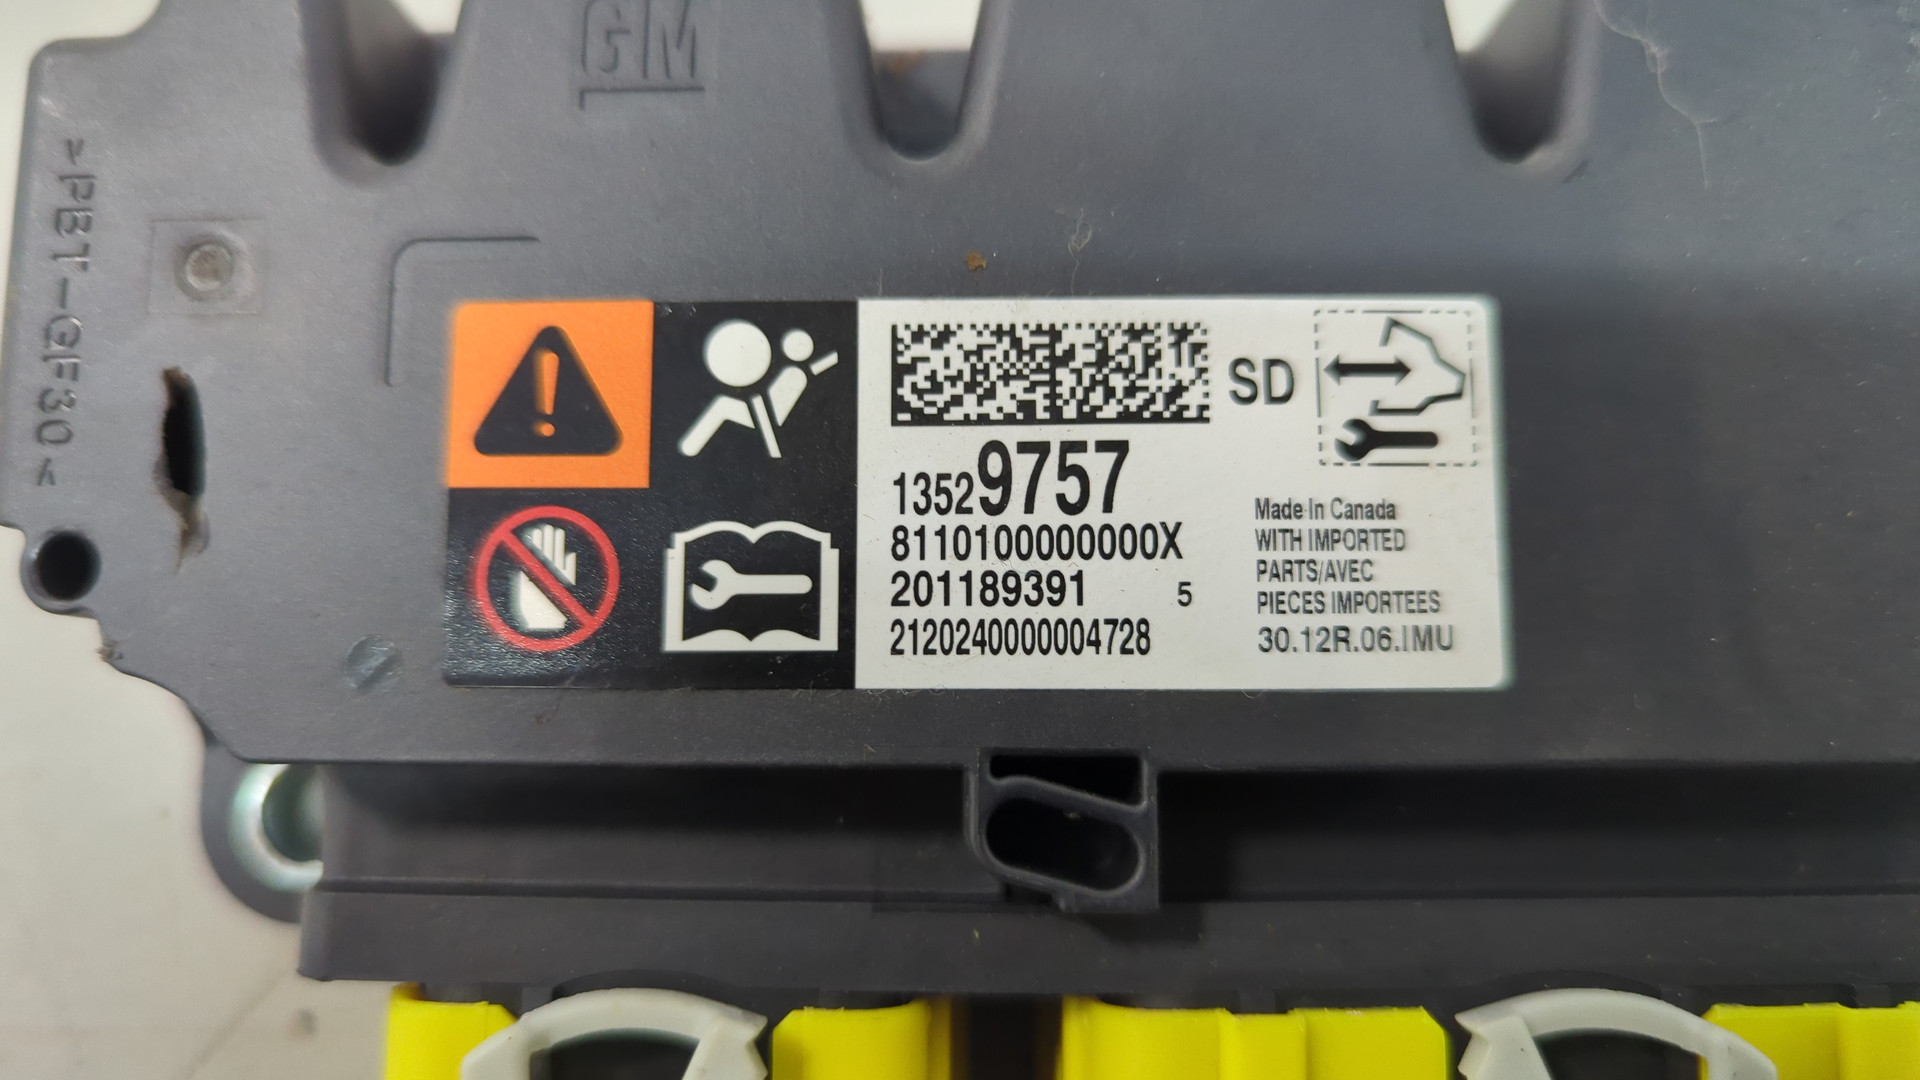 GM
>PBT-GF30<
SD
13529757
8110100000000X
201189391 5
2120240000004728
Made In Canada
WITH IMPORTED
PARTS/AVEC
PIECES IMPORTEES
30.12R.06.IMU